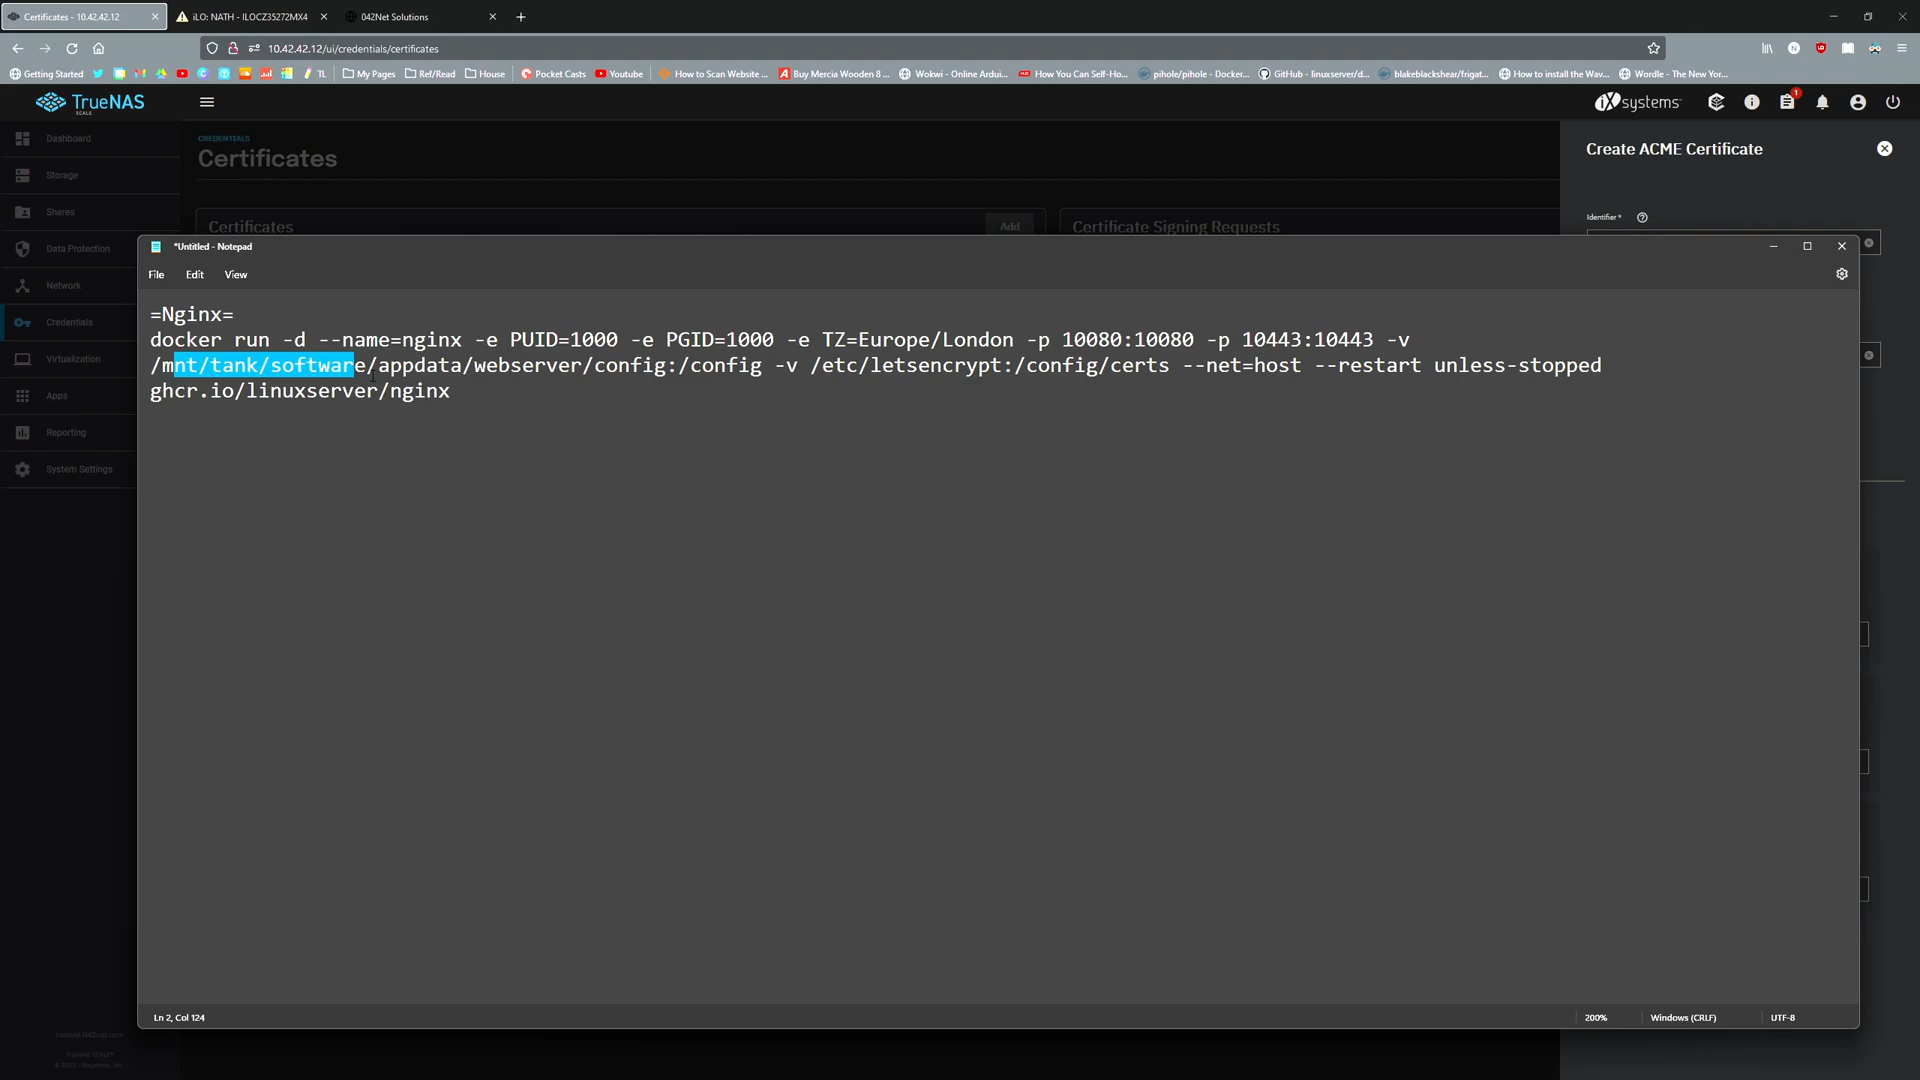 Certificates - 10.42.42.12
iLO: NATH - ILOCZ35272MX4
042Net Solutions
10.42.42.12/ui/credentials/certificates
Getting Started
TL
My Pages
Ref/Read
House
Pocket Casts
Youtube
How to Scan Website ...
Buy Mercia Wooden 8 ...
Wokwi - Online Ardui...
How You Can Self-Ho...
pihole/pihole - Docker...
GitHub - linuxserver/d...
blakeblackshear/frigat...
How to install the Wav...
Wordle - The New Yor...
TrueNAS
SCALE
iXsystems
1
Dashboard
Storage
Shares
Data Protection
Network
Credentials
Virtualization
Apps
Reporting
System Settings
CREDENTIALS
Certificates
Certificates
Add
Certificate Signing Requests
Create ACME Certificate
Identifier *
*Untitled - Notepad
File
Edit
View
=Nginx=
docker run -d --name=nginx -e PUID=1000 -e PGID=1000 -e TZ=Europe/London -p 10080:10080 -p 10443:10443 -v
/mnt/tank/software/appdata/webserver/config:/config -v /etc/letsencrypt:/config/certs --net=host --restart unless-stopped
ghcr.io/linuxserver/nginx
Ln 2, Col 124
200%
Windows (CRLF)
UTF-8